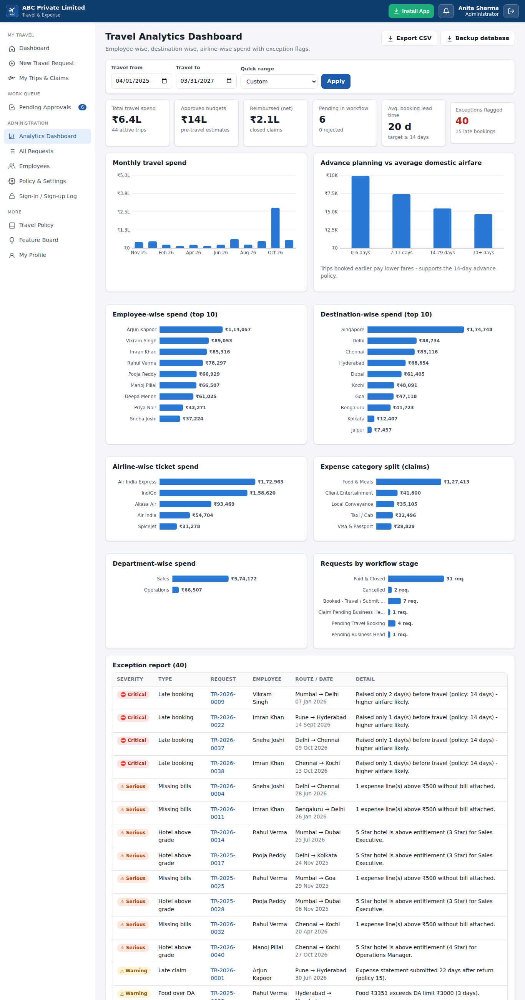 ABC Private Limited
Travel & Expense
ABC
Install App
Anita Sharma
Administrator
MY TRAVEL
Dashboard
New Travel Request
My Trips & Claims
WORK QUEUE
Pending Approvals 6
ADMINISTRATION
Analytics Dashboard
All Requests
Employees
Policy & Settings
Sign-in / Sign-up Log
MORE
Travel Policy
Feature Board
My Profile
Travel Analytics Dashboard
Employee-wise, destination-wise, airline-wise spend with exception flags.
Export CSV
Backup database
Travel from
04/01/2025
Travel to
03/31/2027
Quick range
Custom
Apply
Total travel spend
₹6.4L
44 active trips
Approved budgets
₹14L
pre-travel estimates
Reimbursed (net)
₹2.1L
closed claims
Pending in workflow
6
0 rejected
Avg. booking lead
time
20 d
target ≥ 14 days
Exceptions flagged
40
15 late bookings
Monthly travel spend
₹5.0L
₹3.8L
₹2.5L
₹1.3L
₹0
Nov 25 Feb 26 Apr 26 Jun 26 Aug 26 Oct 26
Advance planning vs average domestic airfare
₹10K
₹7.5K
₹5.0K
₹2.5K
₹0
0-6 days 7-13 days 14-29 days 30+ days
Trips booked earlier pay lower fares - supports the 14-day advance
policy.
Employee-wise spend (top 10)
Arjun Kapoor ₹1,14,057
Vikram Singh ₹89,053
Imran Khan ₹85,316
Rahul Verma ₹78,297
Pooja Reddy ₹66,929
Manoj Pillai ₹66,507
Deepa Menon ₹61,025
Priya Nair ₹42,271
Sneha Joshi ₹37,224
Destination-wise spend (top 10)
Singapore ₹1,74,748
Delhi ₹88,734
Chennai ₹85,116
Hyderabad ₹68,854
Dubai ₹61,405
Kochi ₹48,091
Goa ₹47,118
Bengaluru ₹41,723
Kolkata ₹12,407
Jaipur ₹7,457
Airline-wise ticket spend
Air India Express ₹1,72,963
IndiGo ₹1,58,620
Akasa Air ₹93,469
Air India ₹54,704
SpiceJet ₹31,278
Expense category split (claims)
Food & Meals ₹1,27,413
Client Entertainment ₹41,800
Local Conveyance ₹35,105
Taxi / Cab ₹32,496
Visa & Passport ₹29,829
Department-wise spend
Sales ₹5,74,172
Operations ₹66,507
Requests by workflow stage
Paid & Closed 31 req.
Cancelled 2 req.
Booked - Travel / Submit … 7 req.
Claim Pending Business He… 1 req.
Pending Travel Booking 4 req.
Pending Business Head 1 req.
Exception report (40)
SEVERITY TYPE REQUEST EMPLOYEE ROUTE / DATE DETAIL
Critical Late booking TR-2026- Vikram Mumbai → Delhi Raised only 2 day(s) before travel (policy: 14 days) -
0009 Singh 07 Jan 2026 higher airfare likely.
Critical Late booking TR-2026- Imran Khan Pune → Hyderabad Raised only 1 day(s) before travel (policy: 14 days) -
0022 14 Sept 2026 higher airfare likely.
Critical Late booking TR-2026- Sneha Joshi Delhi → Chennai Raised only 1 day(s) before travel (policy: 14 days) -
0037 09 Oct 2026 higher airfare likely.
Critical Late booking TR-2026- Imran Khan Chennai → Kochi Raised only 1 day(s) before travel (policy: 14 days) -
0038 13 Oct 2026 higher airfare likely.
Serious Missing bills TR-2026- Sneha Joshi Delhi → Chennai 1 expense line(s) above ₹500 without bill attached.
0004 28 Jun 2026
Serious Missing bills TR-2026- Imran Khan Bengaluru → Delhi 1 expense line(s) above ₹500 without bill attached.
0011 26 Jan 2026
Serious Hotel above TR-2026- Rahul Verma Mumbai → Dubai 5 Star hotel is above entitlement (3 Star) for Sales
grade 0014 25 Jul 2026 Executive.
Serious Hotel above TR-2025- Pooja Reddy Delhi → Kolkata 5 Star hotel is above entitlement (3 Star) for Sales
grade 0017 24 Nov 2025 Executive.
Serious Missing bills TR-2025- Rahul Verma Mumbai → Goa 1 expense line(s) above ₹500 without bill attached.
0025 29 Nov 2025
Serious Hotel above TR-2025- Pooja Reddy Mumbai → Dubai 5 Star hotel is above entitlement (3 Star) for Sales
grade 0028 06 Nov 2025 Executive.
Serious Missing bills TR-2026- Rahul Verma Chennai → Kochi 1 expense line(s) above ₹500 without bill attached.
0032 20 Apr 2026
Serious Hotel above TR-2026- Manoj Pillai Chennai → Kochi 5 Star hotel is above entitlement (4 Star) for
grade 0040 27 Oct 2026 Operations Manager.
Warning Late claim TR-2026- Arjun Pune → Hyderabad Expense statement submitted 22 days after return
0001 Kapoor 30 Jun 2026 (policy 15).
Warning Food over DA TR-2025- Rahul Verma Hyderabad → Food ₹3351 exceeds DA limit ₹3000 (3 days).